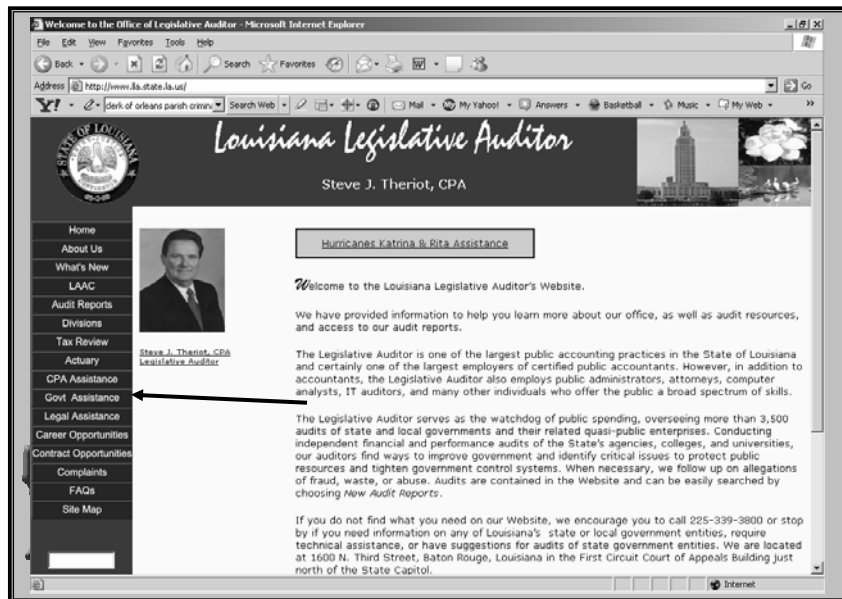 Welcome to the Office of Legislative Auditor - Microsoft Internet Explorer
File Edit View Favorites Tools Help
Back Search Favorites
Address http://www.lla.state.la.us/ Go
Y! clerk of orleans parish crimin Search Web Mail My Yahoo! Answers Basketball Music My Web »
STATE OF LOUISIANA
Louisiana Legislative Auditor
Steve J. Theriot, CPA
Home
About Us
What's New
LAAC
Audit Reports
Divisions
Tax Review
Actuary
CPA Assistance
Govt Assistance
Legal Assistance
Career Opportunities
Contract Opportunities
Complaints
FAQs
Site Map
Steve J. Theriot, CPA
Legislative Auditor
Hurricanes Katrina & Rita Assistance
Welcome to the Louisiana Legislative Auditor's Website.
We have provided information to help you learn more about our office, as well as audit resources,
and access to our audit reports.
The Legislative Auditor is one of the largest public accounting practices in the State of Louisiana
and certainly one of the largest employers of certified public accountants. However, in addition to
accountants, the Legislative Auditor also employs public administrators, attorneys, computer
analysts, IT auditors, and many other individuals who offer the public a broad spectrum of skills.
The Legislative Auditor serves as the watchdog of public spending, overseeing more than 3,500
audits of state and local governments and their related quasi-public enterprises. Conducting
independent financial and performance audits of the State's agencies, colleges, and universities,
our auditors find ways to improve government and identify critical issues to protect public
resources and tighten government control systems. When necessary, we follow up on allegations
of fraud, waste, or abuse. Audits are contained in the Website and can be easily searched by
choosing New Audit Reports.
If you do not find what you need on our Website, we encourage you to call 225-339-3800 or stop
by if you need information on any of Louisiana's state or local government entities, require
technical assistance, or have suggestions for audits of state government entities. We are located
at 1600 N. Third Street, Baton Rouge, Louisiana in the First Circuit Court of Appeals Building just
north of the State Capitol.
Internet